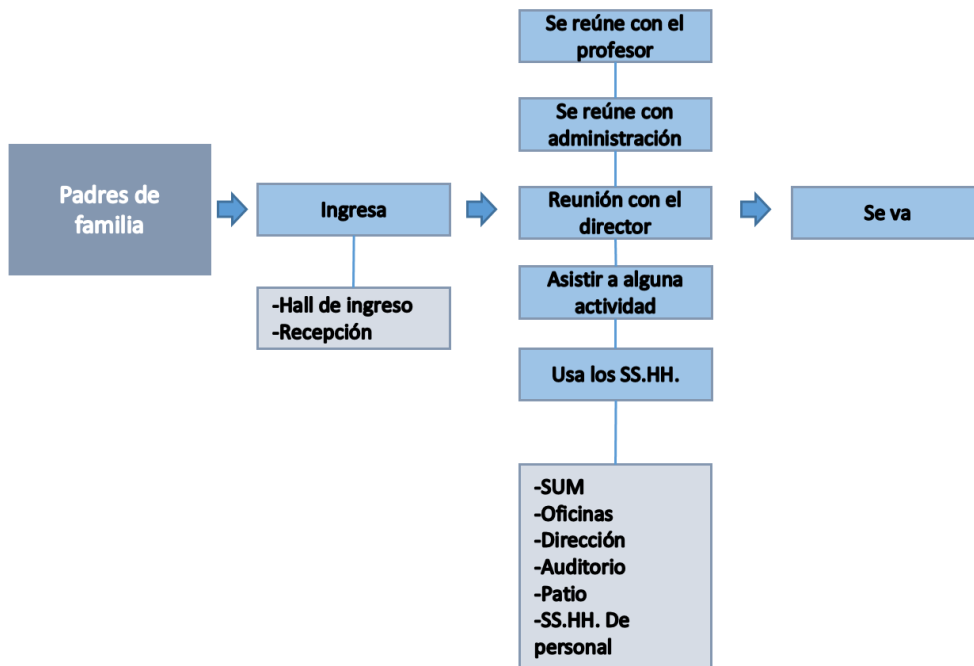 Padres de
familia
Ingresa
-Hall de ingreso
-Recepción
Se reúne con el
profesor
Se reúne con
administración
Reunión con el
director
Asistir a alguna
actividad
Usa los SS.HH.
-SUM
-Oficinas
-Dirección
-Auditorio
-Patio
-SS.HH. De
personal
Se va